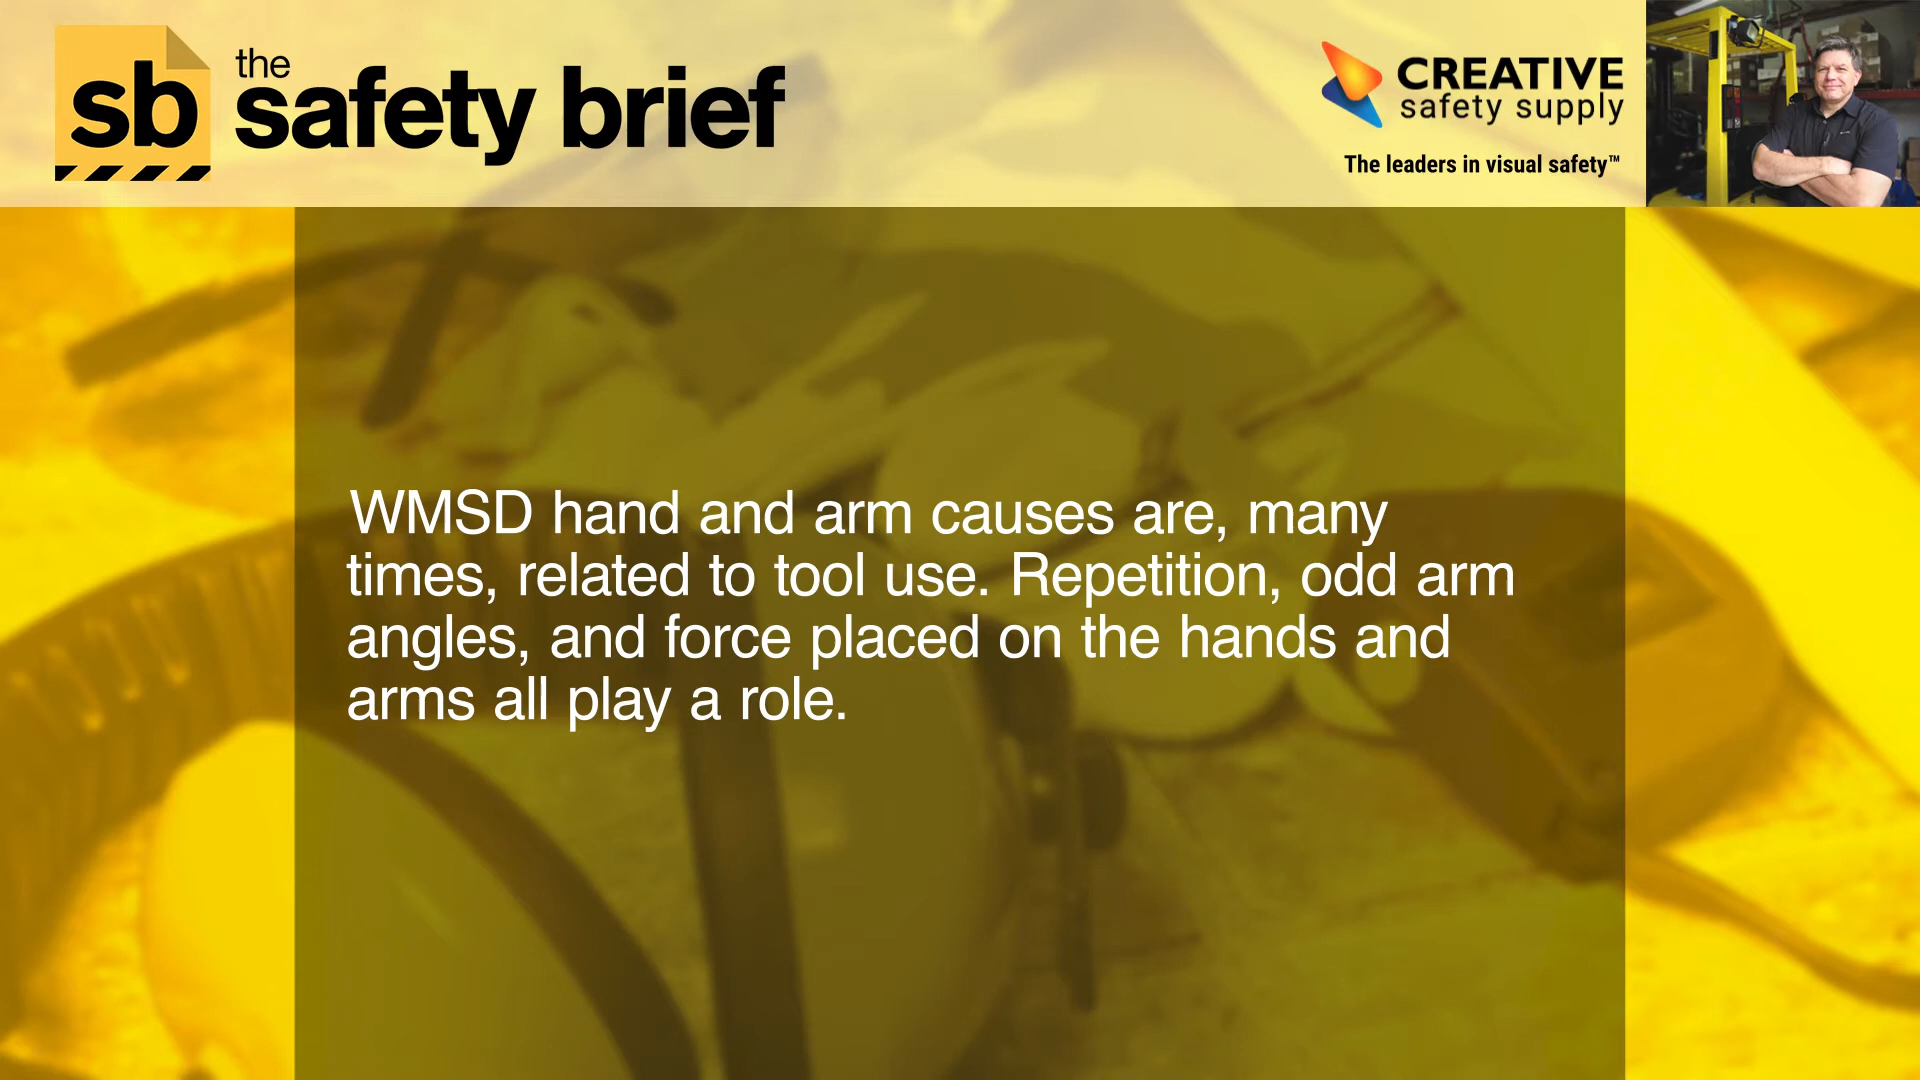 sb
the
safety brief
CREATIVE
safety supply
The leaders in visual safety™
WMSD hand and arm causes are, many
times, related to tool use. Repetition, odd arm
angles, and force placed on the hands and
arms all play a role.